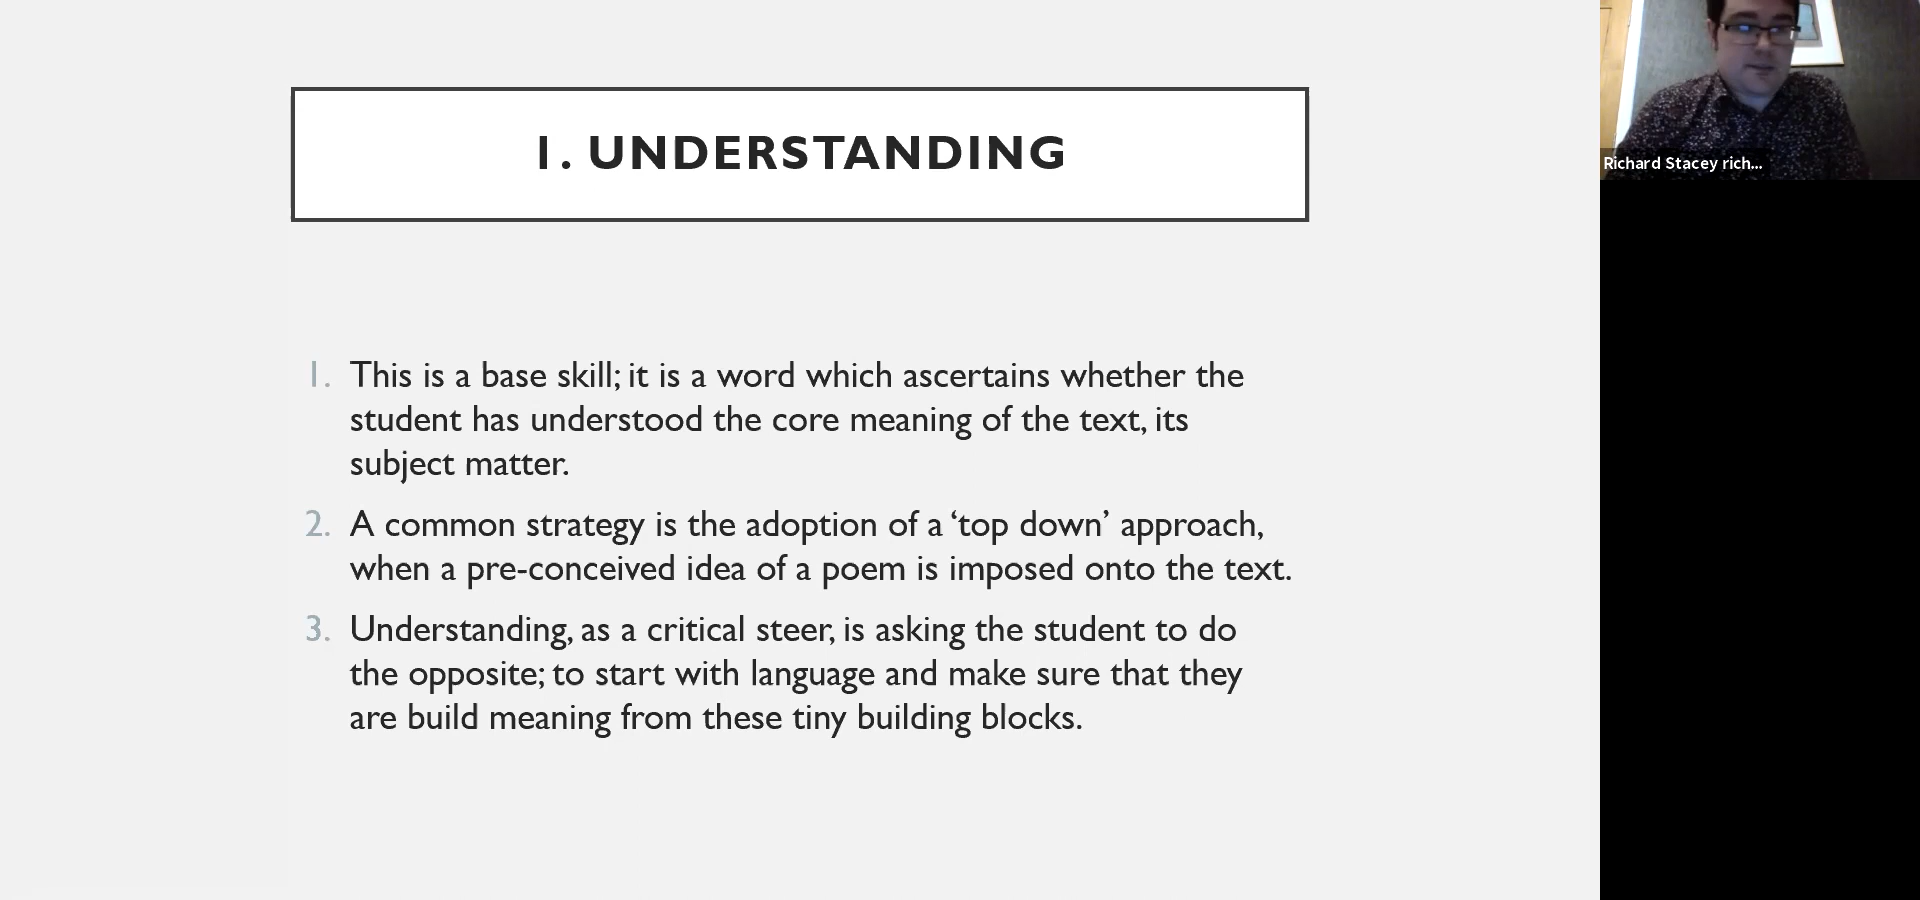 1. UNDERSTANDING
1. This is a base skill; it is a word which ascertains whether the
student has understood the core meaning of the text, its
subject matter.
2. A common strategy is the adoption of a ‘top down’ approach,
when a pre-conceived idea of a poem is imposed onto the text.
3. Understanding, as a critical steer, is asking the student to do
the opposite; to start with language and make sure that they
are build meaning from these tiny building blocks.
Richard Stacey rich...